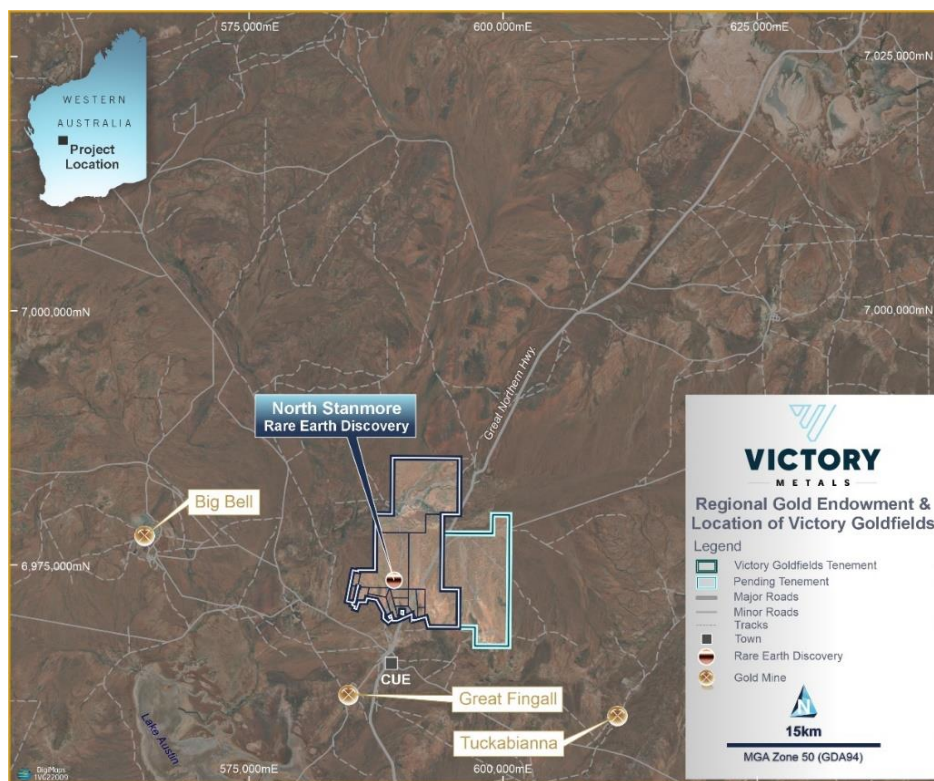 575,000mE
600,000mE
625,000mE
7,025,000mN
WESTERN
AUSTRALIA
Project
Location
7,000,000mN
7,000,000mN
Great Northern Hwy
North Stanmore
Rare Earth Discovery
Big Bell
6,975,000mN
CUE
Great Fingall
Tuckabianna
Lake Austin
575,000mE
600,000mE
VICTORY
METALS
Regional Gold Endowment &
Location of Victory Goldfields
Legend
Victory Goldfields Tenement
Pending Tenement
Major Roads
Minor Roads
Tracks
Town
Rare Earth Discovery
Gold Mine
N
15km
MGA Zone 50 (GDA94)
DigMaps